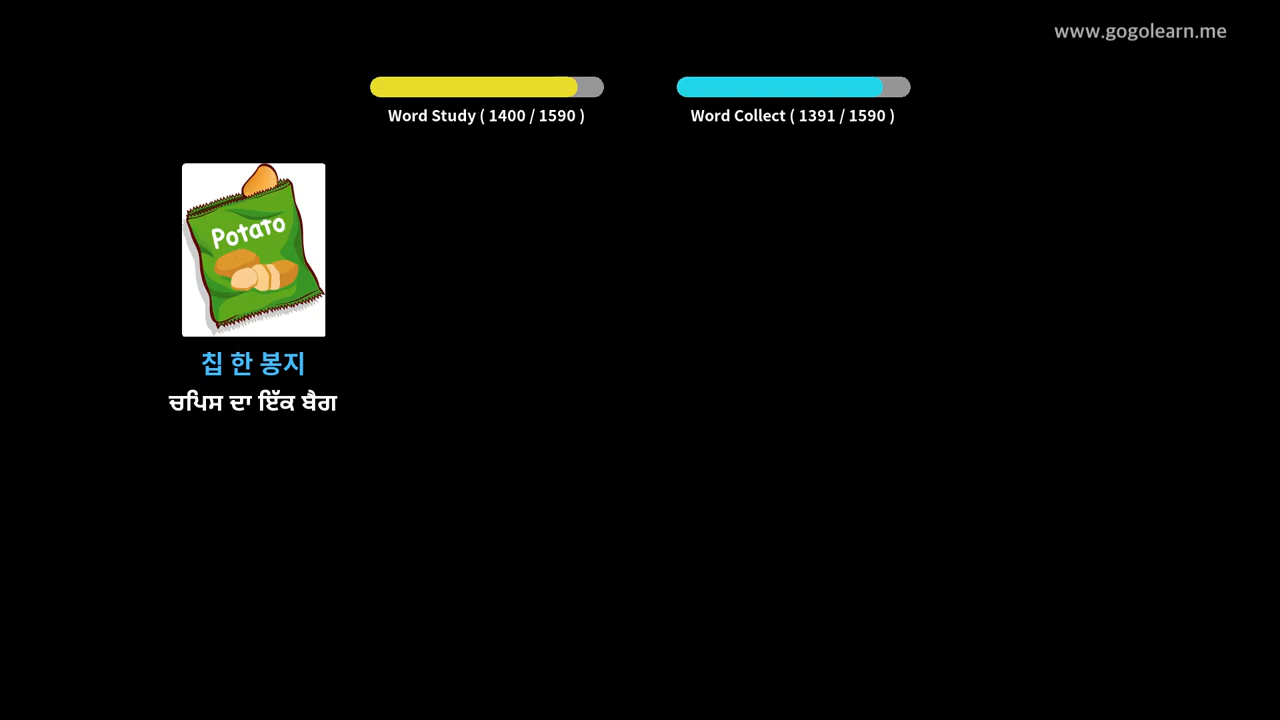 www.gogolearn.me
Word Study ( 1400 / 1590 )
Word Collect ( 1391 / 1590 )
Potato
칩 한 봉지
ਚਪਿਸ ਦਾ ਇੱਕ ਬੈਗ